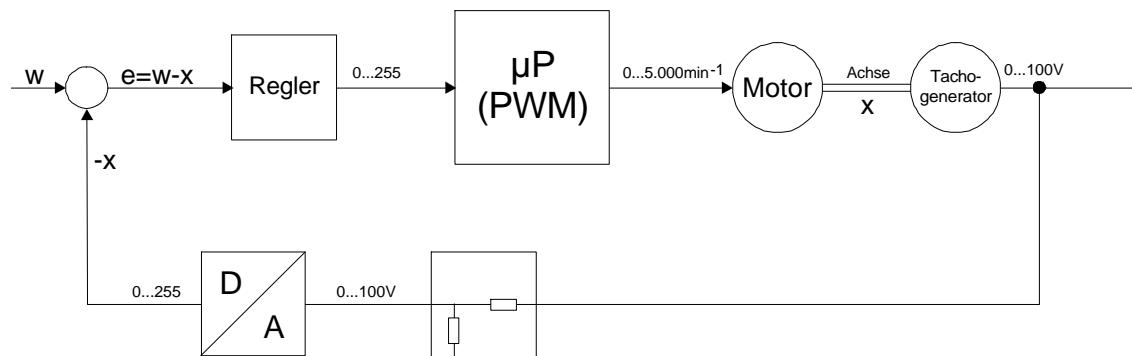 w
e=w-x
Regler
0...255
µP
(PWM)
0...5.000min-1
Motor
Achse
x
Tacho-
generator
0...100V
-x
0...255
D
A
0...100V